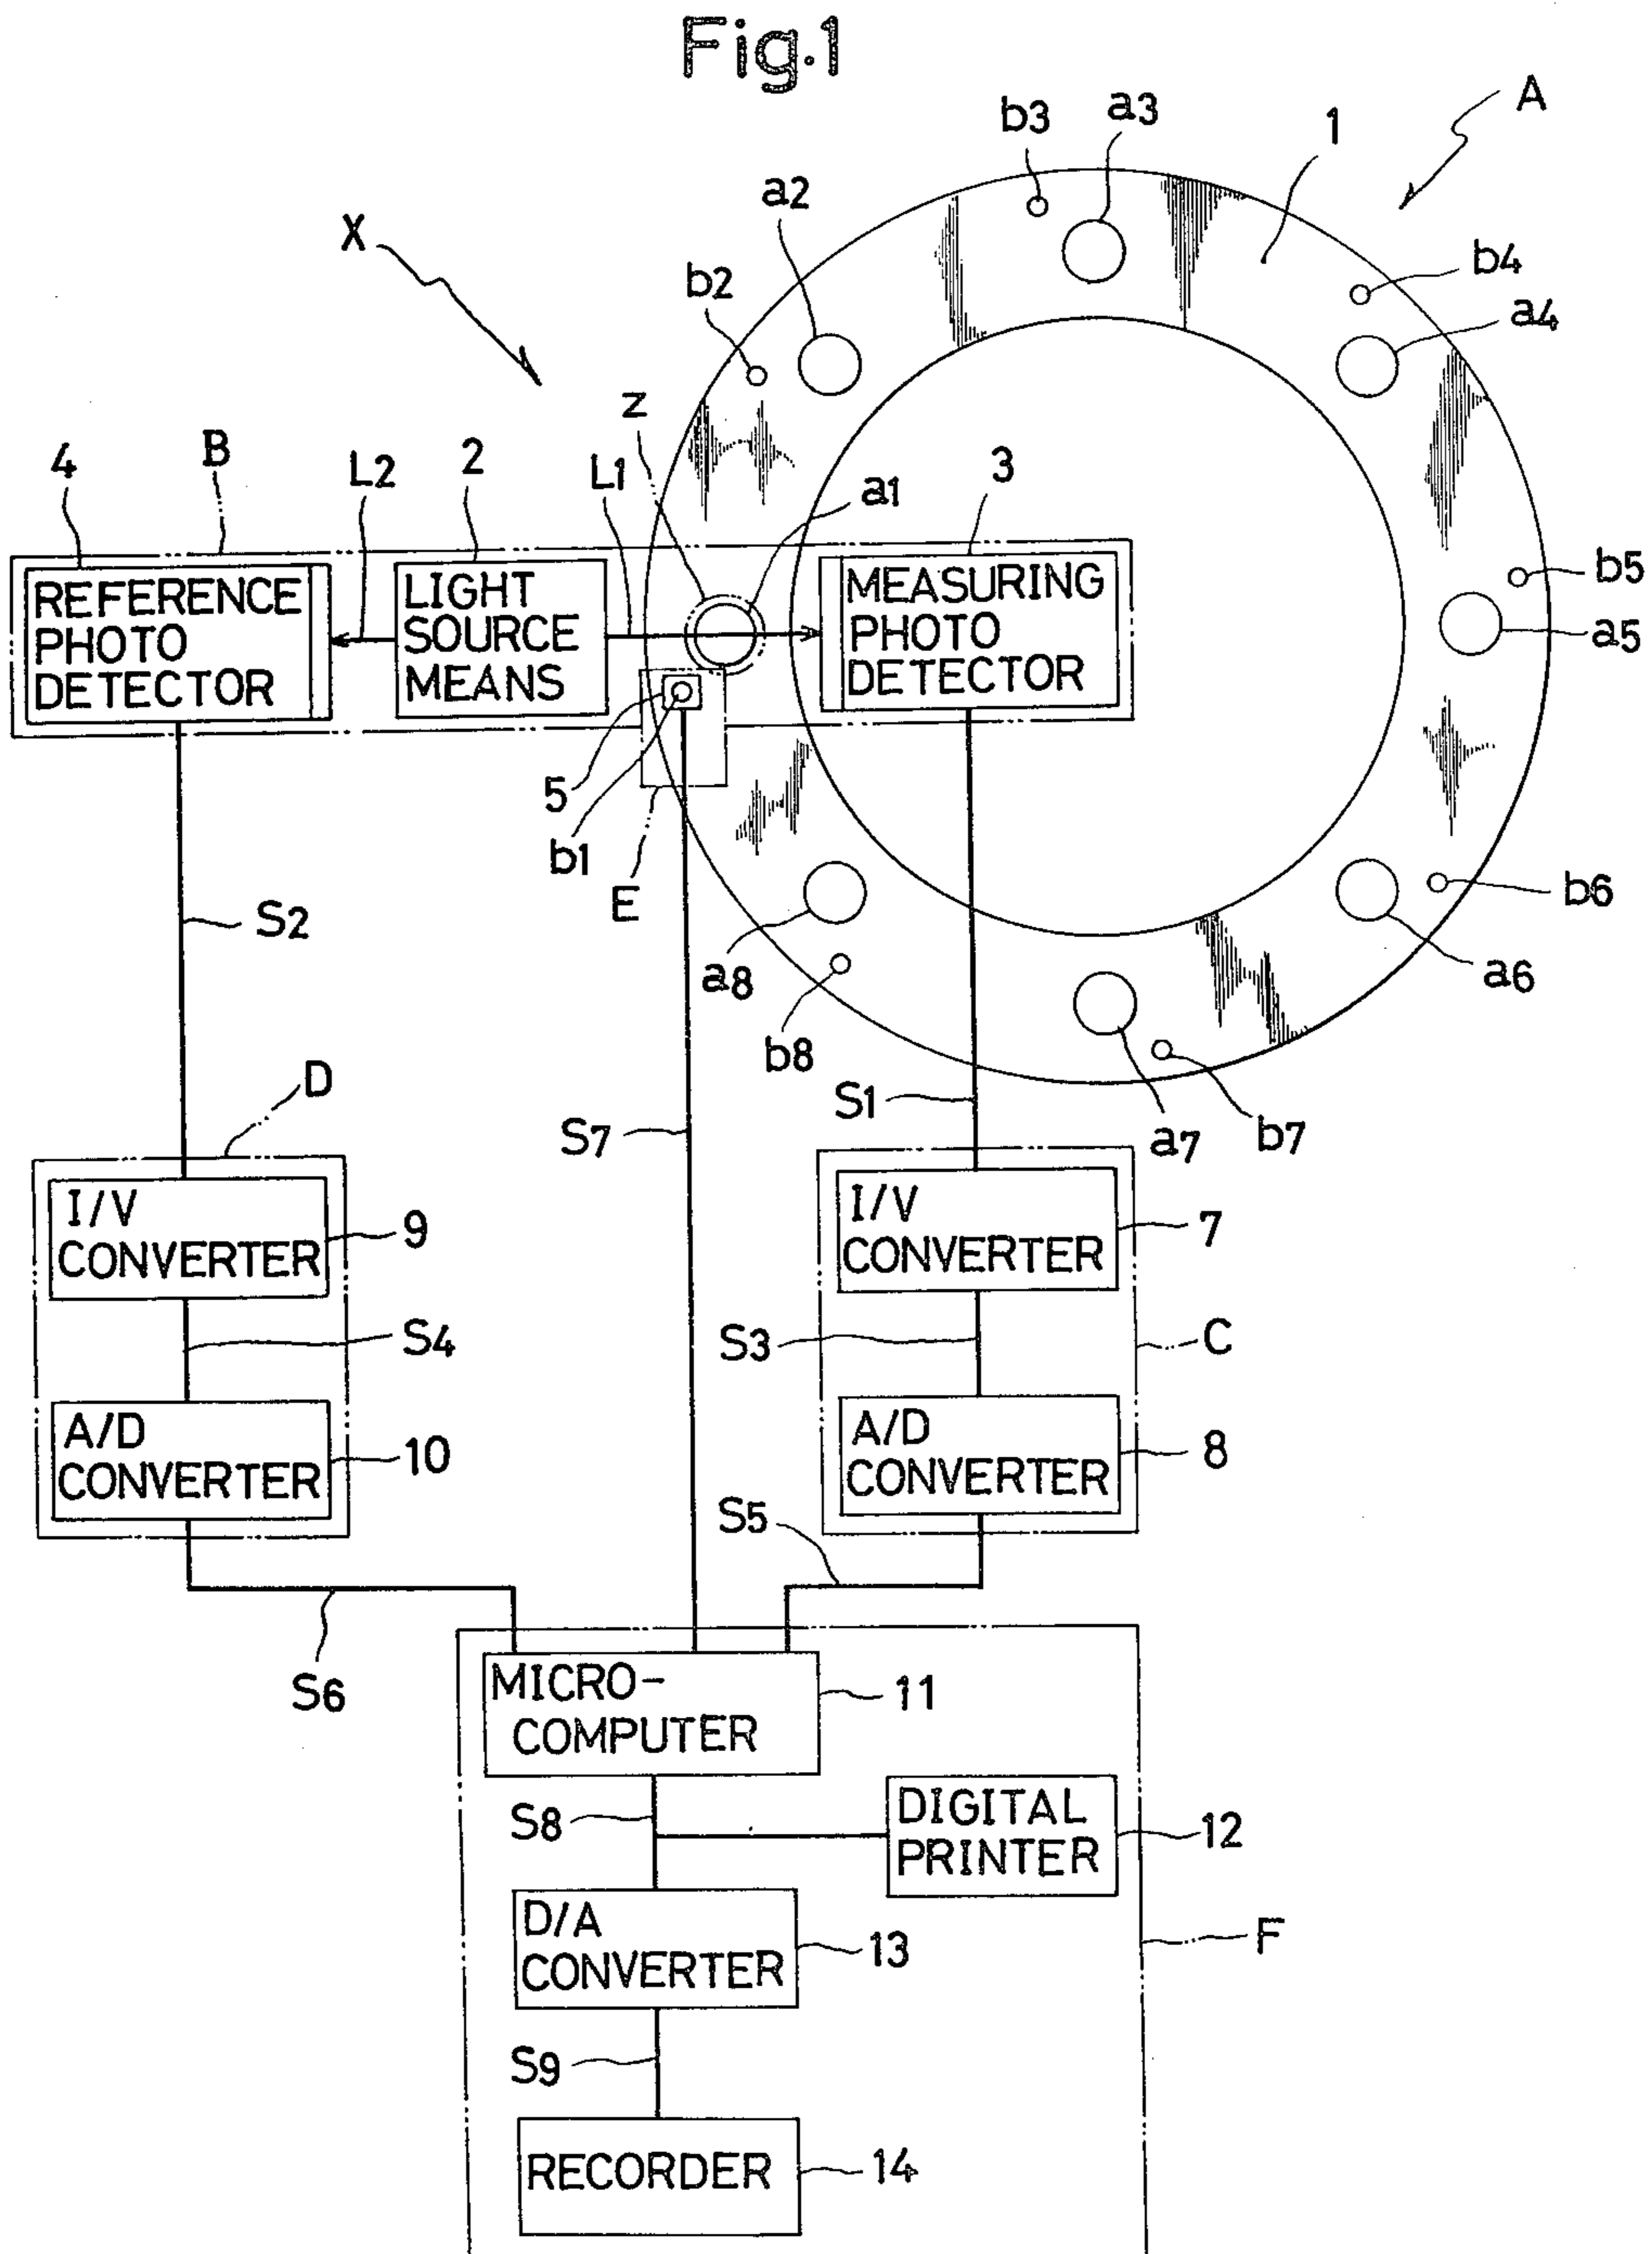 Fig.1
A
a3
b3
1
a2
X
b4
b2
a4
z
2
3
B
4
L2
L1
a1
b5
REFERENCE
PHOTO
DETECTOR
LIGHT
SOURCE
MEANS
MEASURING
PHOTO
DETECTOR
a5
5
b1
E
b6
S2
a8
a6
b8
D
S1
S7
a7
b7
I/V
CONVERTER
9
I/V
CONVERTER
7
S4
S3
C
A/D
CONVERTER
10
A/D
CONVERTER
8
S5
S6
MICRO-
COMPUTER
11
S8
DIGITAL
PRINTER
12
D/A
CONVERTER
13
F
S9
RECORDER
14